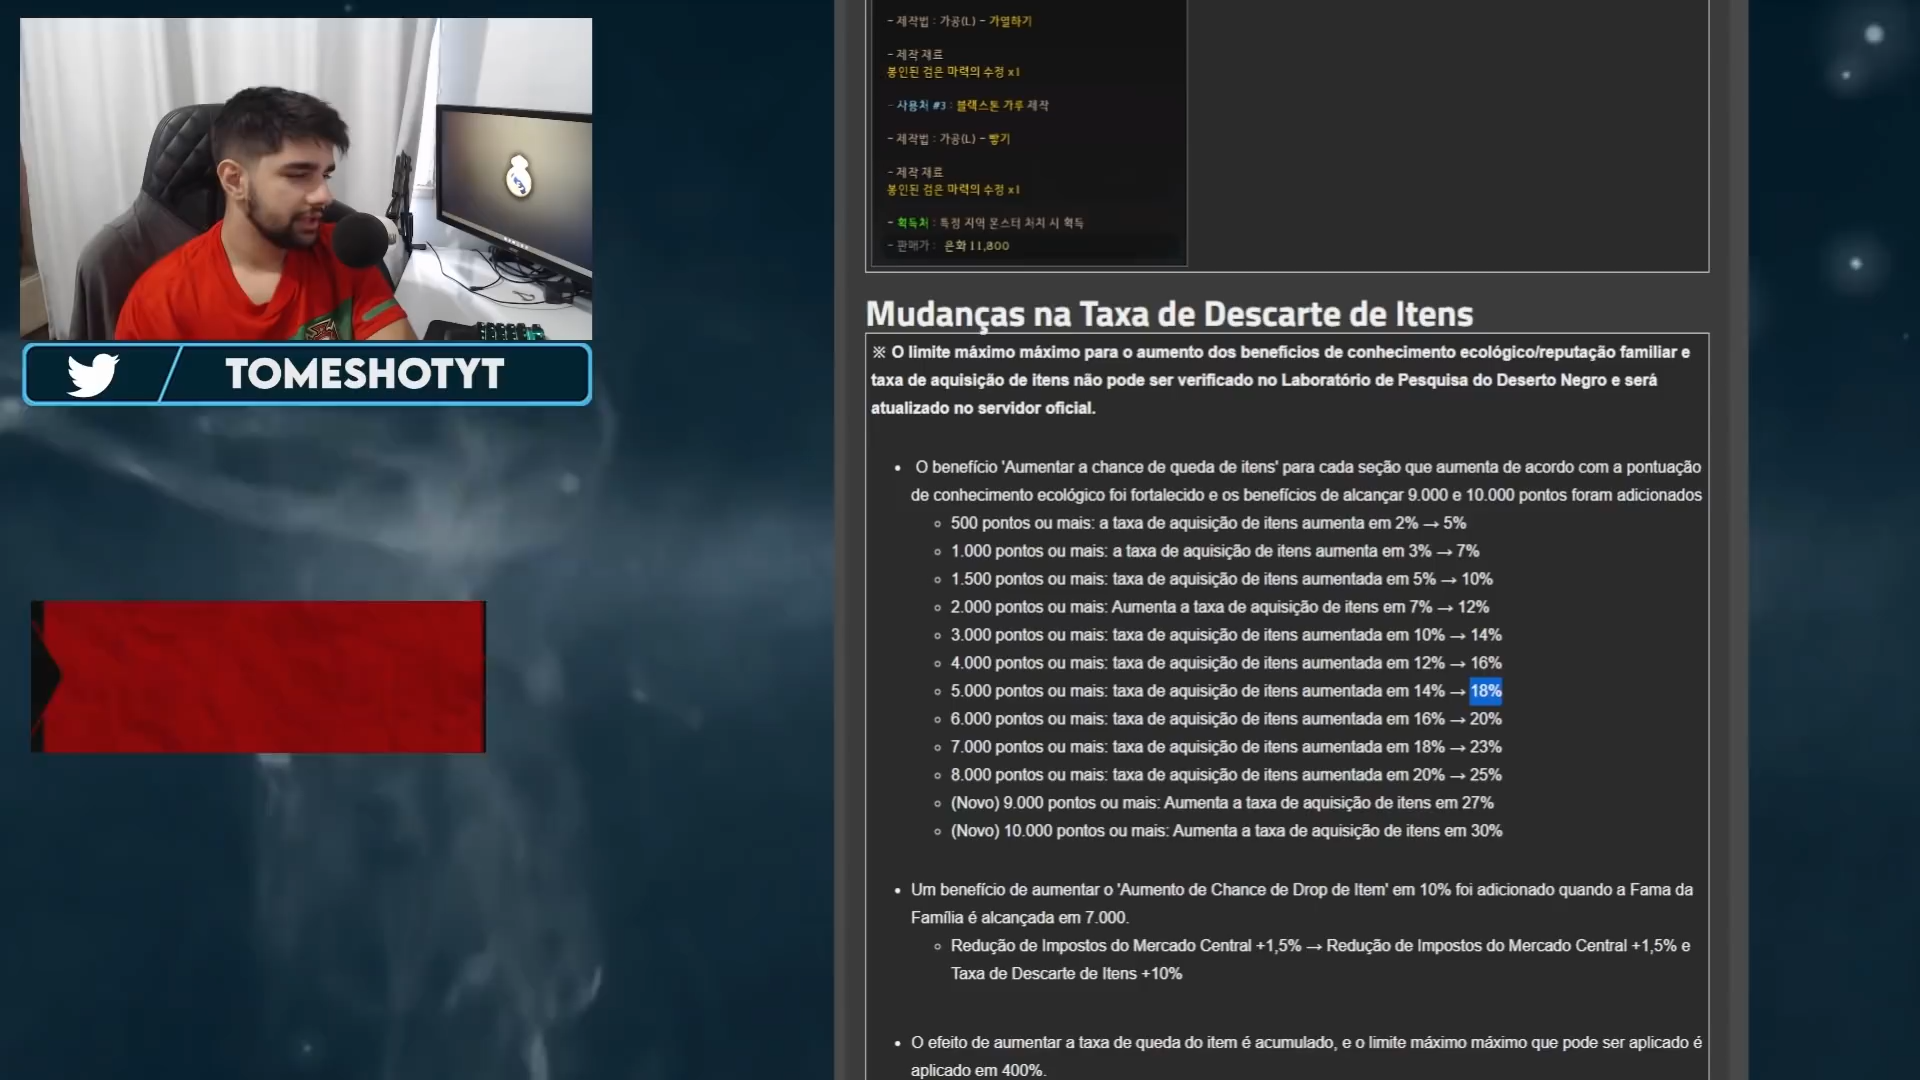 - 제작법 : 가공(L) - 가열하기
- 제작 재료
봉인된 검은 마력의 수정 x1
- 사용처 #3 : 블랙스톤 가루 제작
- 제작법 : 가공(L) - 빻기
- 제작 재료
봉인된 검은 마력의 수정 x1
- 획득처 : 특정 지역 몬스터 처치 시 획득
- 판매가 : 은화 11,800
TOMESHOTYT
Mudanças na Taxa de Descarte de Itens
※ O limite máximo máximo para o aumento dos benefícios de conhecimento ecológico/reputação familiar e
taxa de aquisição de itens não pode ser verificado no Laboratório de Pesquisa do Deserto Negro e será
atualizado no servidor oficial.
• O benefício 'Aumentar a chance de queda de itens' para cada seção que aumenta de acordo com a pontuação
de conhecimento ecológico foi fortalecido e os benefícios de alcançar 9.000 e 10.000 pontos foram adicionados
◦ 500 pontos ou mais: a taxa de aquisição de itens aumenta em 2% → 5%
◦ 1.000 pontos ou mais: a taxa de aquisição de itens aumenta em 3% → 7%
◦ 1.500 pontos ou mais: taxa de aquisição de itens aumentada em 5% → 10%
◦ 2.000 pontos ou mais: Aumenta a taxa de aquisição de itens em 7% → 12%
◦ 3.000 pontos ou mais: taxa de aquisição de itens aumentada em 10% → 14%
◦ 4.000 pontos ou mais: taxa de aquisição de itens aumentada em 12% → 16%
◦ 5.000 pontos ou mais: taxa de aquisição de itens aumentada em 14% → 18%
◦ 6.000 pontos ou mais: taxa de aquisição de itens aumentada em 16% → 20%
◦ 7.000 pontos ou mais: taxa de aquisição de itens aumentada em 18% → 23%
◦ 8.000 pontos ou mais: taxa de aquisição de itens aumentada em 20% → 25%
◦ (Novo) 9.000 pontos ou mais: Aumenta a taxa de aquisição de itens em 27%
◦ (Novo) 10.000 pontos ou mais: Aumenta a taxa de aquisição de itens em 30%
• Um benefício de aumentar o 'Aumento de Chance de Drop de Item' em 10% foi adicionado quando a Fama da
Família é alcançada em 7.000.
◦ Redução de Impostos do Mercado Central +1,5% → Redução de Impostos do Mercado Central +1,5% e
Taxa de Descarte de Itens +10%
• O efeito de aumentar a taxa de queda do item é acumulado, e o limite máximo máximo que pode ser aplicado é
aplicado em 400%.